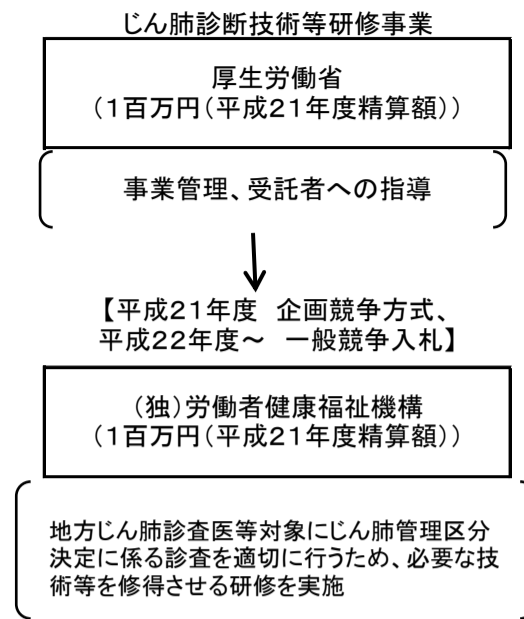 じん肺診断技術等研修事業
厚生労働省
(1百万円(平成21年度精算額))
事業管理、受託者への指導
【平成21年度 企画競争方式、
平成22年度~ 一般競争入札】
(独)労働者健康福祉機構
(1百万円(平成21年度精算額))
地方じん肺診査医等対象にじん肺管理区分
決定に係る診査を適切に行うため、必要な技
術等を修得させる研修を実施